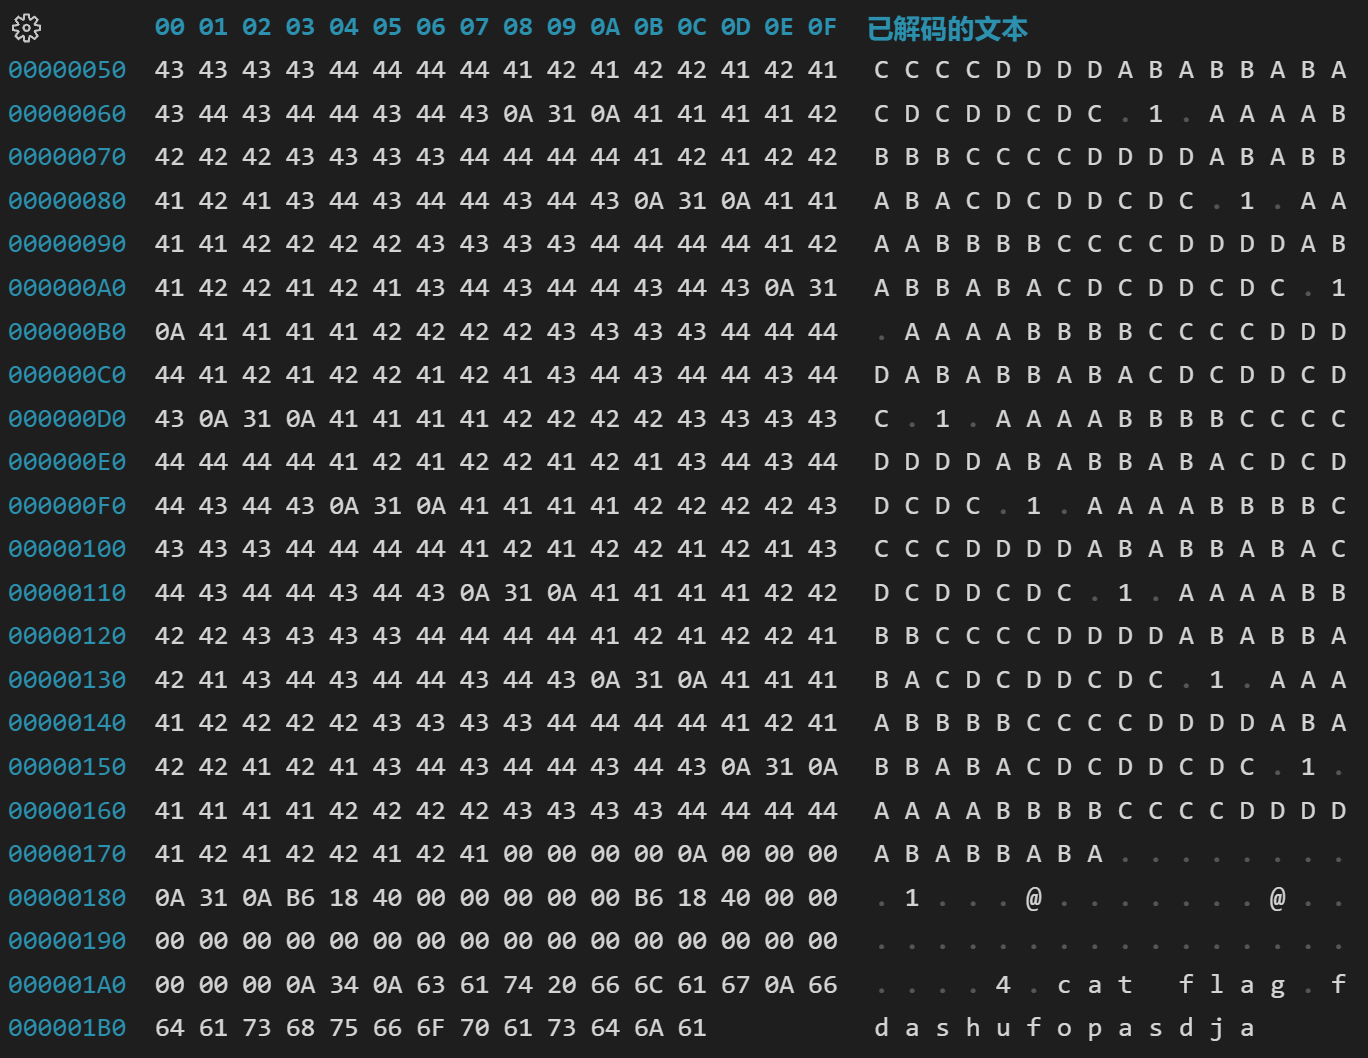 00 01 02 03 04 05 06 07 08 09 0A 0B 0C 0D 0E 0F 已解码的文本
00000050 43 43 43 43 44 44 44 44 41 42 41 42 42 41 42 41 C C C C D D D D A B A B B A B A
00000060 43 44 43 44 44 43 44 43 0A 31 0A 41 41 41 41 42 C D C D D C D C . 1 . A A A A B
00000070 42 42 42 43 43 43 43 44 44 44 44 41 42 41 42 42 B B B C C C C D D D D A B A B B
00000080 41 42 41 43 44 43 44 44 43 44 43 0A 31 0A 41 41 A B A C D C D D C D C . 1 . A A
00000090 41 41 42 42 42 42 43 43 43 43 44 44 44 44 41 42 A A B B B B C C C C D D D D A B
000000A0 41 42 42 41 42 41 43 44 43 44 44 43 44 43 0A 31 A B B A B A C D C D D C D C . 1
000000B0 0A 41 41 41 41 42 42 42 42 43 43 43 43 44 44 44 . A A A A B B B B C C C C D D D
000000C0 44 41 42 41 42 42 41 42 41 43 44 43 44 44 43 44 D A B A B B A B A C D C D D C D
000000D0 43 0A 31 0A 41 41 41 41 42 42 42 42 43 43 43 43 C . 1 . A A A A B B B B C C C C
000000E0 44 44 44 44 41 42 41 42 42 41 42 41 43 44 43 44 D D D D A B A B B A B A C D C D
000000F0 44 43 44 43 0A 31 0A 41 41 41 41 42 42 42 42 43 D C D C . 1 . A A A A B B B B C
00000100 43 43 43 44 44 44 44 41 42 41 42 42 41 42 41 43 C C C D D D D A B A B B A B A C
00000110 44 43 44 44 43 44 43 0A 31 0A 41 41 41 41 42 42 D C D D C D C . 1 . A A A A B B
00000120 42 42 43 43 43 43 44 44 44 44 41 42 41 42 42 41 B B C C C C D D D D A B A B B A
00000130 42 41 43 44 43 44 44 43 44 43 0A 31 0A 41 41 41 B A C D C D D C D C . 1 . A A A
00000140 41 42 42 42 42 43 43 43 43 44 44 44 44 41 42 41 A B B B B C C C C D D D D A B A
00000150 42 42 41 42 41 43 44 43 44 44 43 44 43 0A 31 0A B B A B A C D C D D C D C . 1 .
00000160 41 41 41 41 42 42 42 42 43 43 43 43 44 44 44 44 A A A A B B B B C C C C D D D D
00000170 41 42 41 42 42 41 42 41 00 00 00 00 0A 00 00 00 A B A B B A B A . . . . . . . .
00000180 0A 31 0A B6 18 40 00 00 00 00 00 B6 18 40 00 00 . 1 . . . @ . . . . . . . @ . .
00000190 00 00 00 00 00 00 00 00 00 00 00 00 00 00 00 00 . . . . . . . . . . . . . . . .
000001A0 00 00 00 0A 34 0A 63 61 74 20 66 6C 61 67 0A 66 . . . . 4 . c a t   f l a g . f
000001B0 64 61 73 68 75 66 6F 70 61 73 64 6A 61 d a s h u f o p a s d j a